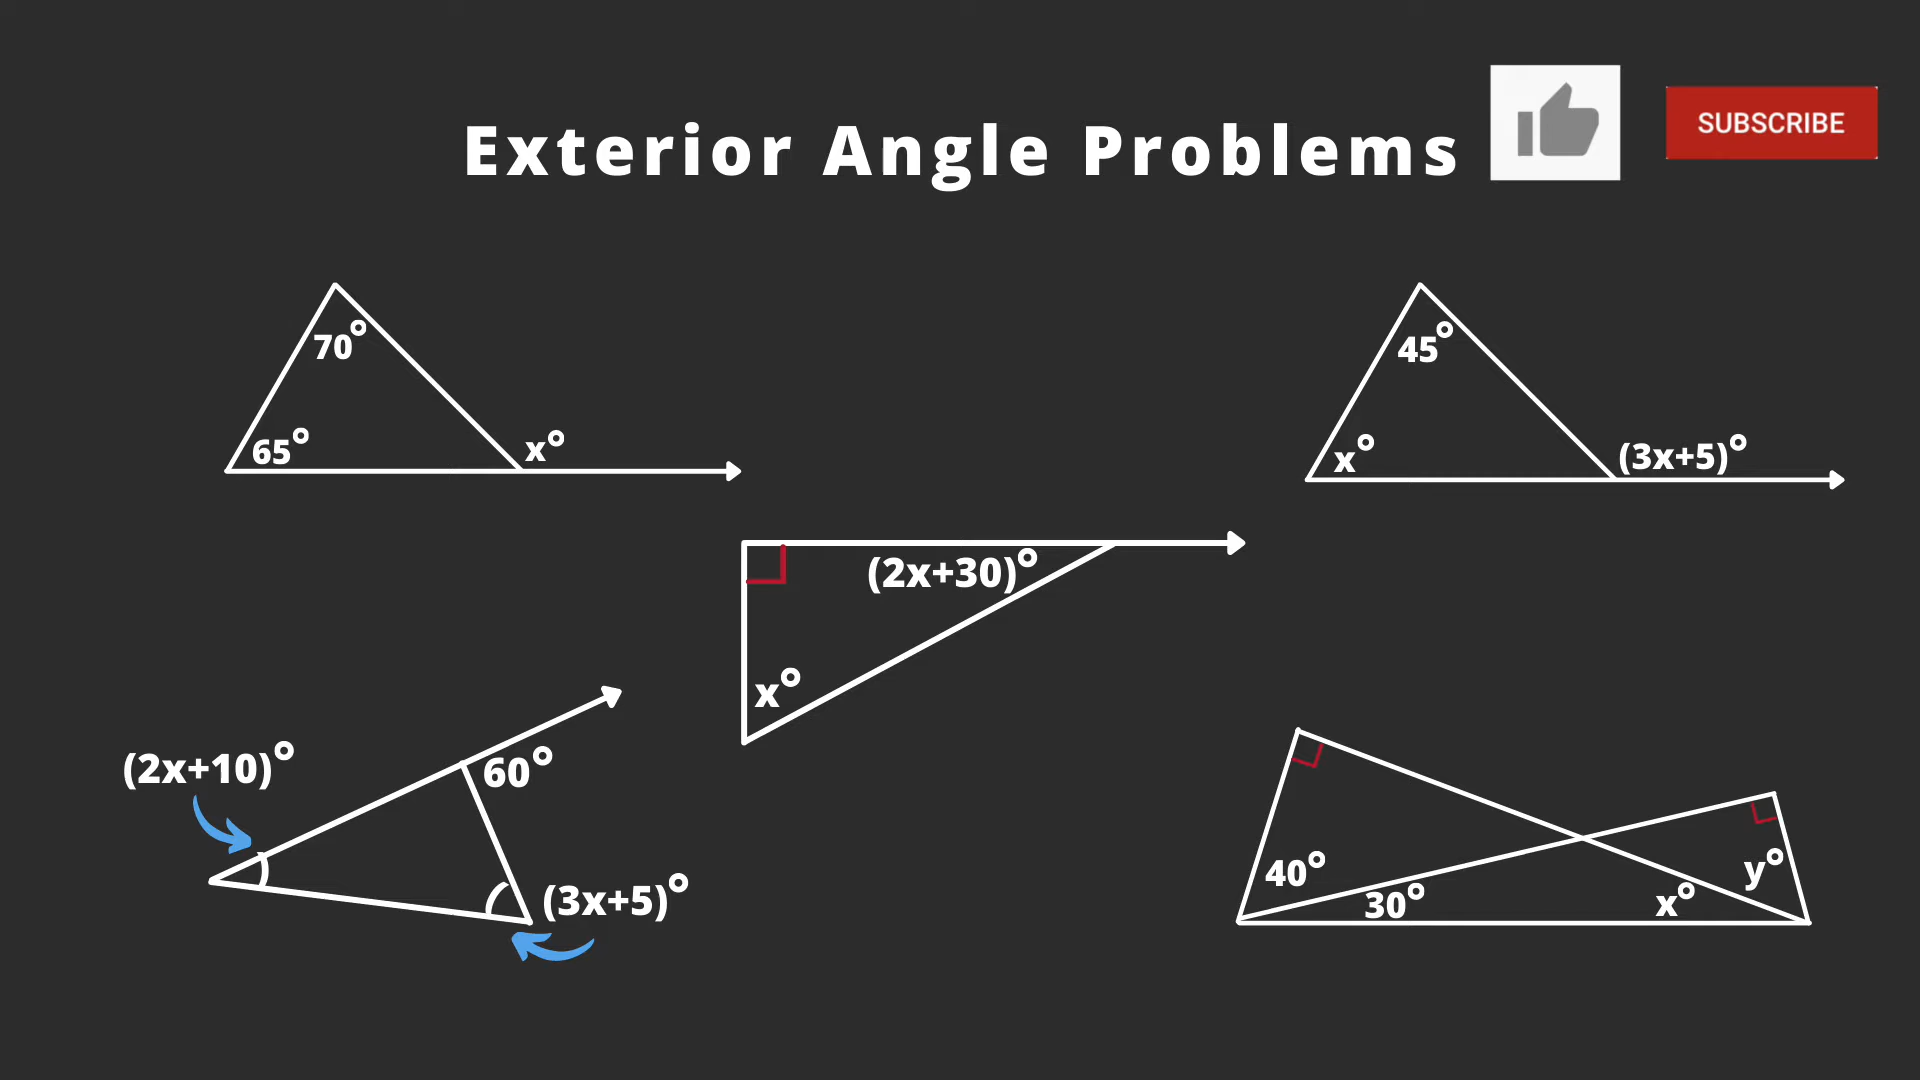 Exterior Angle Problems
SUBSCRIBE
70°
65°
x°
45°
x°
(3x+5)°
(2x+30)°
x°
(2x+10)°
60°
(3x+5)°
40°
30°
x°
y°